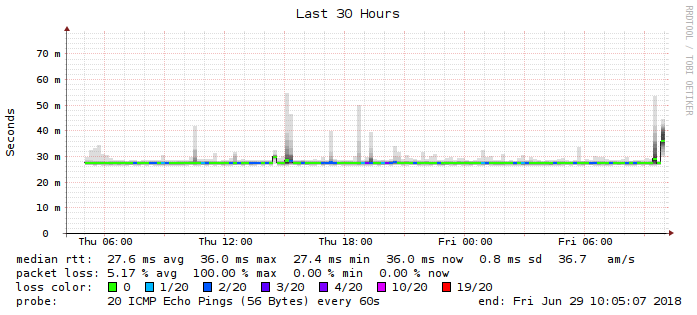 Last 30 Hours
RRDTOOL / TOBI OETIKER
Seconds
70 m
60 m
50 m
40 m
30 m
20 m
10 m
0
Thu 06:00 Thu 12:00 Thu 18:00 Fri 00:00 Fri 06:00
median rtt: 27.6 ms avg 36.0 ms max 27.4 ms min 36.0 ms now 0.8 ms sd 36.7 am/s
packet loss: 5.17 % avg 100.00 % max 0.00 % min 0.00 % now
loss color: 0 1/20 2/20 3/20 4/20 10/20 19/20
probe: 20 ICMP Echo Pings (56 Bytes) every 60s end: Fri Jun 29 10:05:07 2018